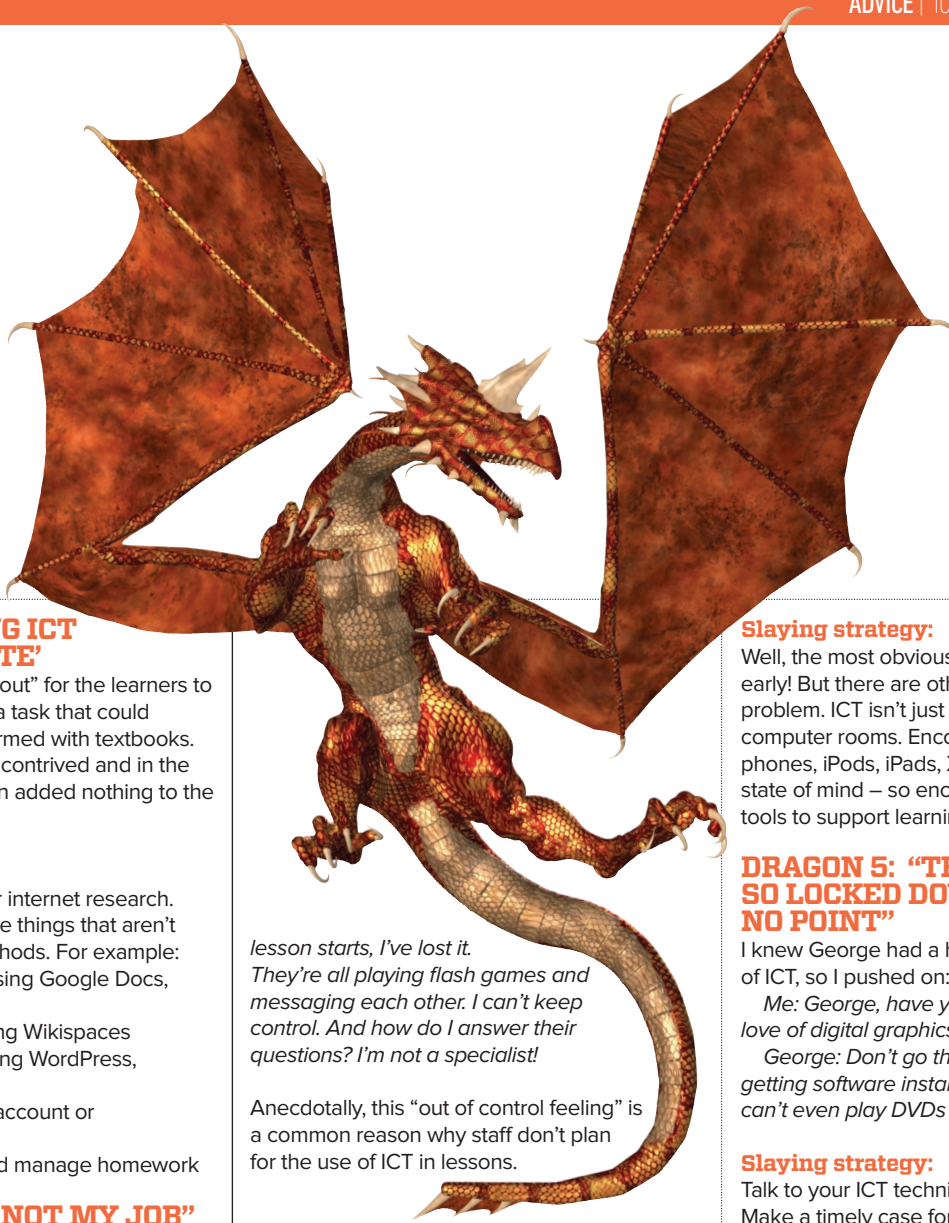 ADVICE |
G ICT
TE’
out” for the learners to
a task that could
rmed with textbooks.
contrived and in the
n added nothing to the
r internet research.
e things that aren’t
hods. For example:
sing Google Docs,
ng Wikispaces
ng WordPress,
account or
d manage homework
NOT MY JOB”
lesson starts, I’ve lost it.
They’re all playing flash games and
messaging each other. I can’t keep
control. And how do I answer their
questions? I’m not a specialist!
Anecdotally, this “out of control feeling” is
a common reason why staff don’t plan
for the use of ICT in lessons.
Slaying strategy:
Well, the most obvious
early! But there are oth
problem. ICT isn’t just
computer rooms. Enco
phones, iPods, iPads, X
state of mind – so enc
tools to support learnin
DRAGON 5: “TH
SO LOCKED DO
NO POINT”
I knew George had a h
of ICT, so I pushed on:
Me: George, have y
love of digital graphics
George: Don’t go th
getting software instal
can’t even play DVDs
Slaying strategy:
Talk to your ICT techni
Make a timely case for